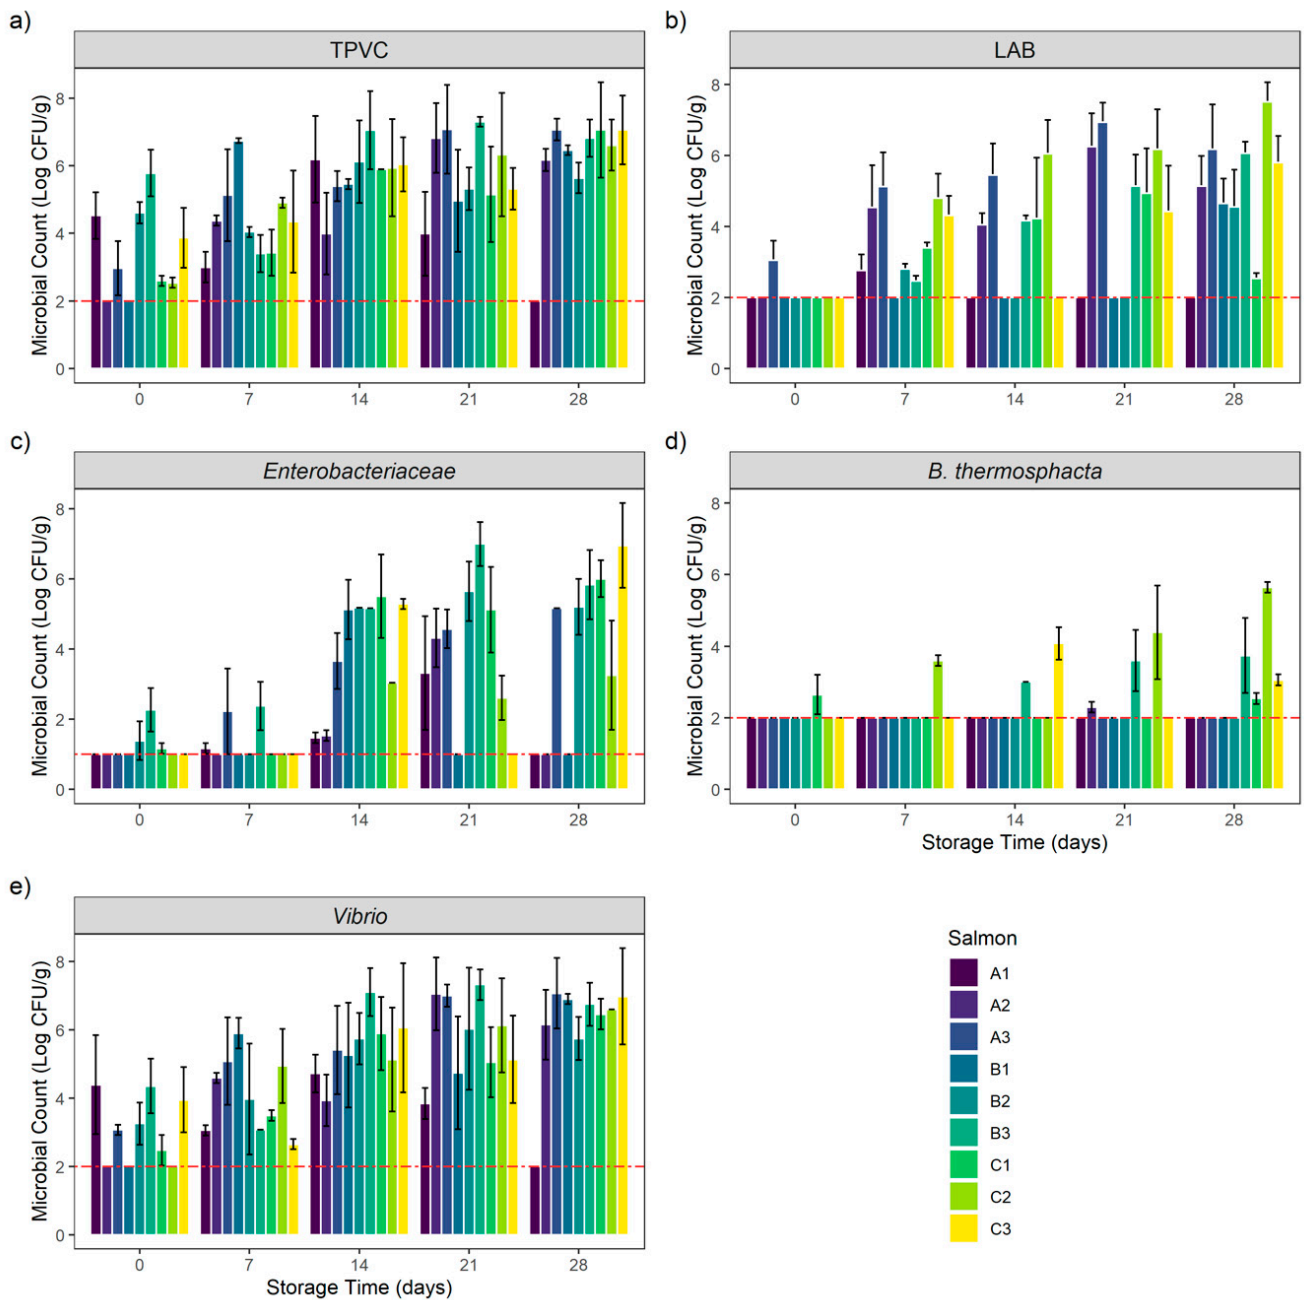 a)
TPVC
Microbial Count (Log CFU/g)
8
6
4
2
0
0 7 14 21 28
b)
LAB
Microbial Count (Log CFU/g)
8
6
4
2
0
0 7 14 21 28
c)
Enterobacteriaceae
Microbial Count (Log CFU/g)
8
6
4
2
0
0 7 14 21 28
d)
B. thermosphacta
Microbial Count (Log CFU/g)
8
6
4
2
0
0 7 14 21 28
Storage Time (days)
e)
Vibrio
Microbial Count (Log CFU/g)
8
6
4
2
0
0 7 14 21 28
Storage Time (days)
Salmon
A1
A2
A3
B1
B2
B3
C1
C2
C3